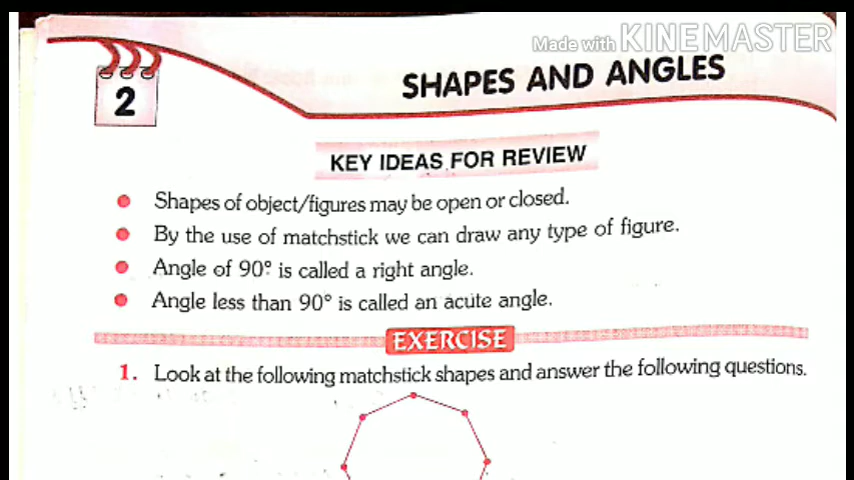 Made with KINEMASTER
2
SHAPES AND ANGLES
KEY IDEAS FOR REVIEW
Shapes of object/figures may be open or closed.
By the use of matchstick we can draw any type of figure.
Angle of 90° is called a right angle.
Angle less than 90° is called an acute angle.
EXERCISE
1. Look at the following matchstick shapes and answer the following questions.